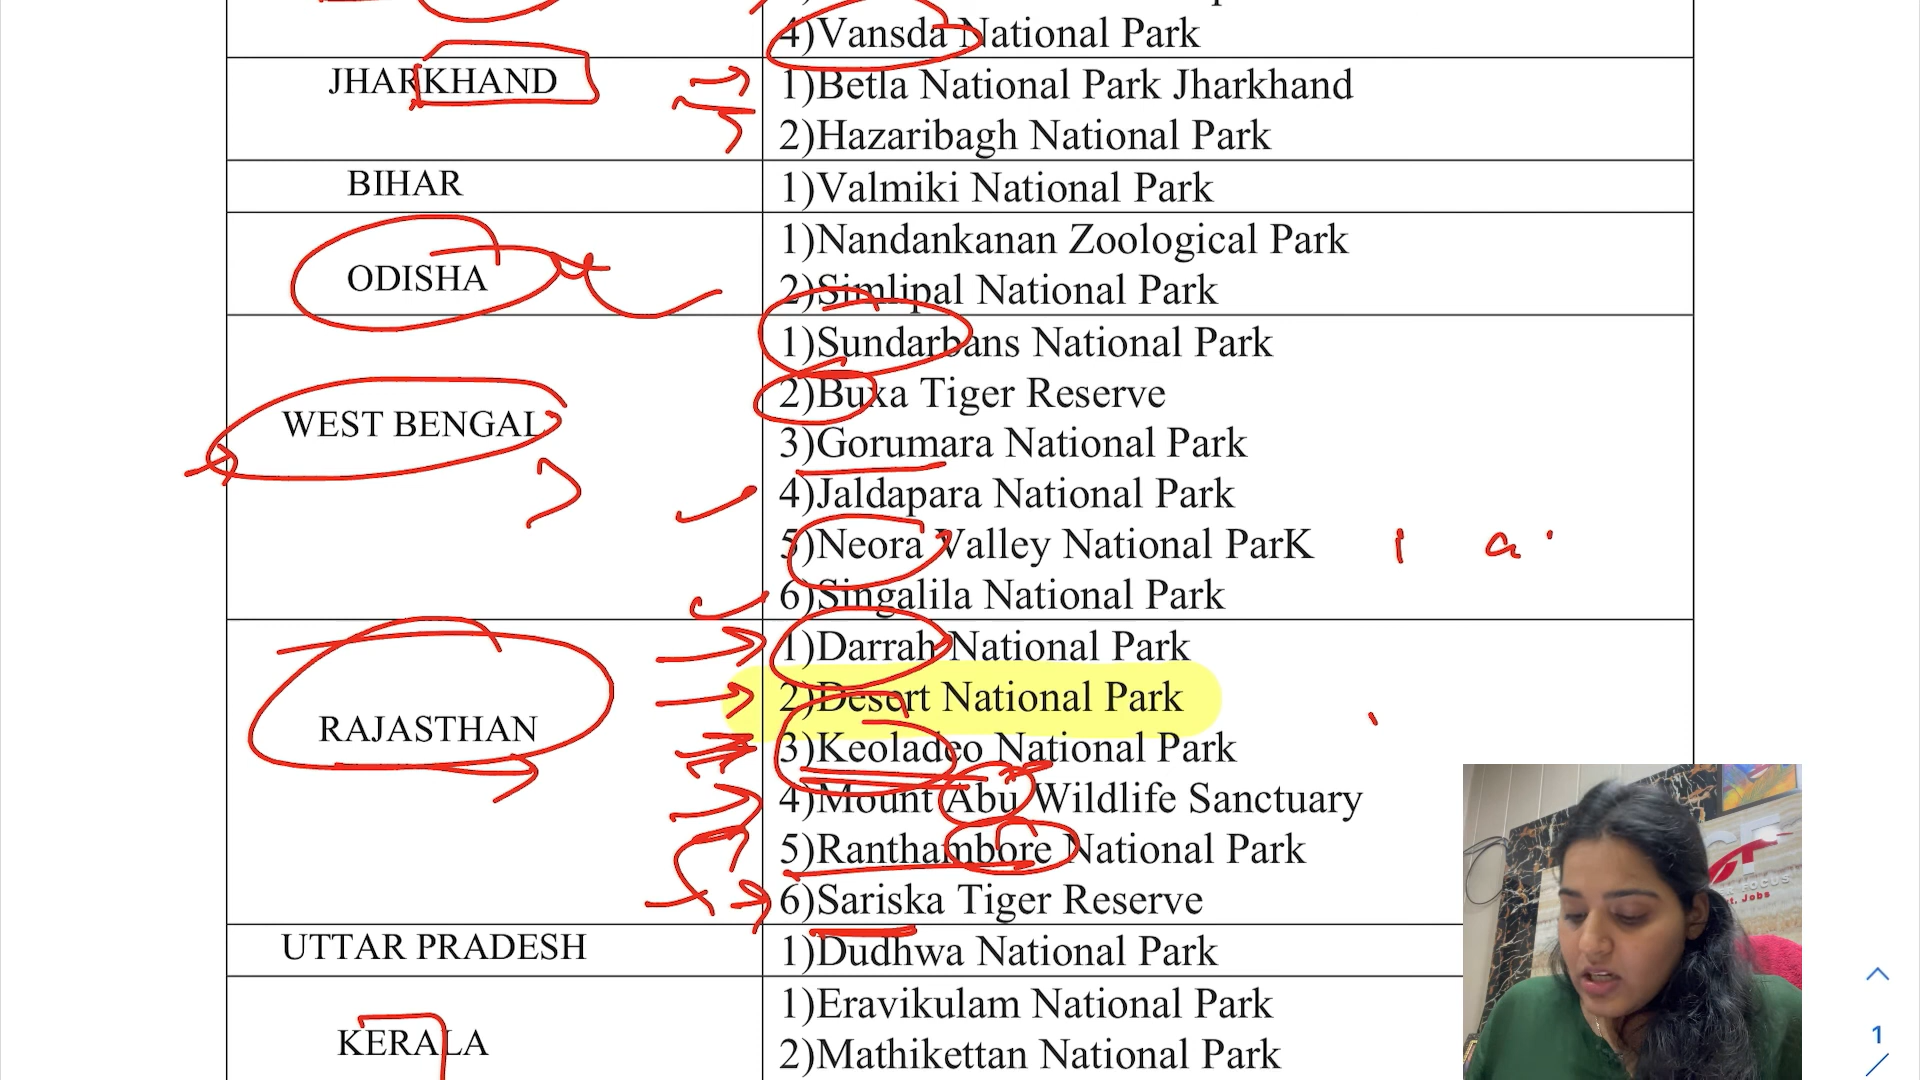 4)Vansda National Park
JHARKHAND
1)Betla National Park Jharkhand
2)Hazaribagh National Park
BIHAR
1)Valmiki National Park
ODISHA
1)Nandankanan Zoological Park
2)Simlipal National Park
WEST BENGAL
1)Sundarbans National Park
2)Buxa Tiger Reserve
3)Gorumara National Park
4)Jaldapara National Park
5)Neora Valley National ParK
6)Singalila National Park
RAJASTHAN
1)Darrah National Park
2)Desert National Park
3)Keoladeo National Park
4)Mount Abu Wildlife Sanctuary
5)Ranthambore National Park
6)Sariska Tiger Reserve
UTTAR PRADESH
1)Dudhwa National Park
KERALA
1)Eravikulam National Park
2)Mathikettan National Park
1